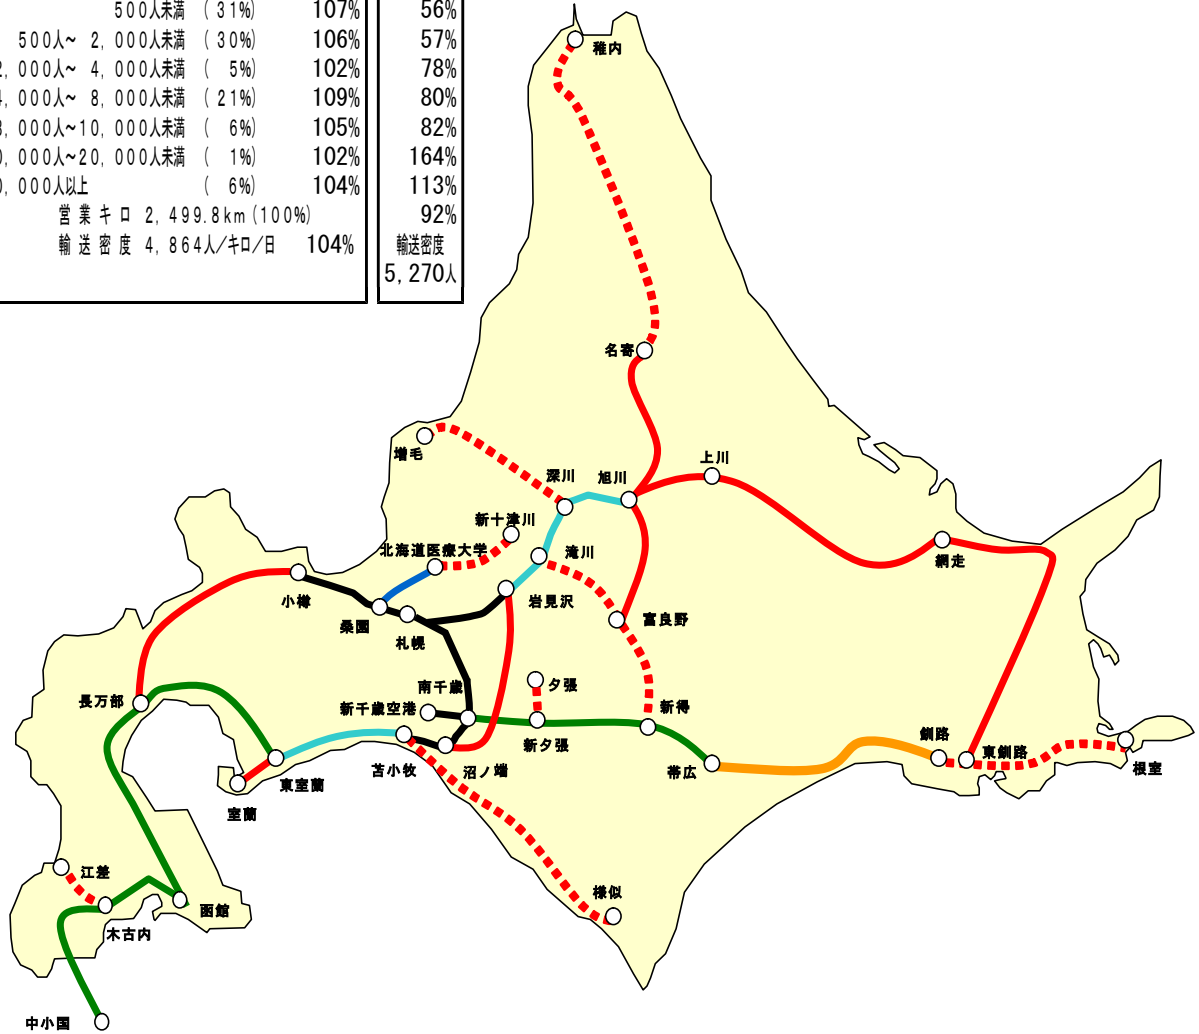 500人未満 (31%) 107% 56%
500人~ 2,000人未満 (30%) 106% 57%
2,000人~ 4,000人未満 ( 5%) 102% 78%
4,000人~ 8,000人未満 (21%) 109% 80%
8,000人~10,000人未満 ( 6%) 105% 82%
0,000人~20,000人未満 ( 1%) 102% 164%
0,000人以上 ( 6%) 104% 113%
営業キロ 2,499.8km(100%) 92%
輸送密度 4,864人/キロ/日 104% 輸送密度
5,270人
稚内
名寄
増毛
上川
深川
旭川
新十津川
北海道医療大学
滝川
網走
小樽
岩見沢
桑園
札幌
富良野
南千歳
夕張
長万部
新千歳空港
新得
新夕張
釧路
東釧路
苫小牧
沼ノ端
帯広
根室
東室蘭
室蘭
江差
様似
函館
木古内
中小国